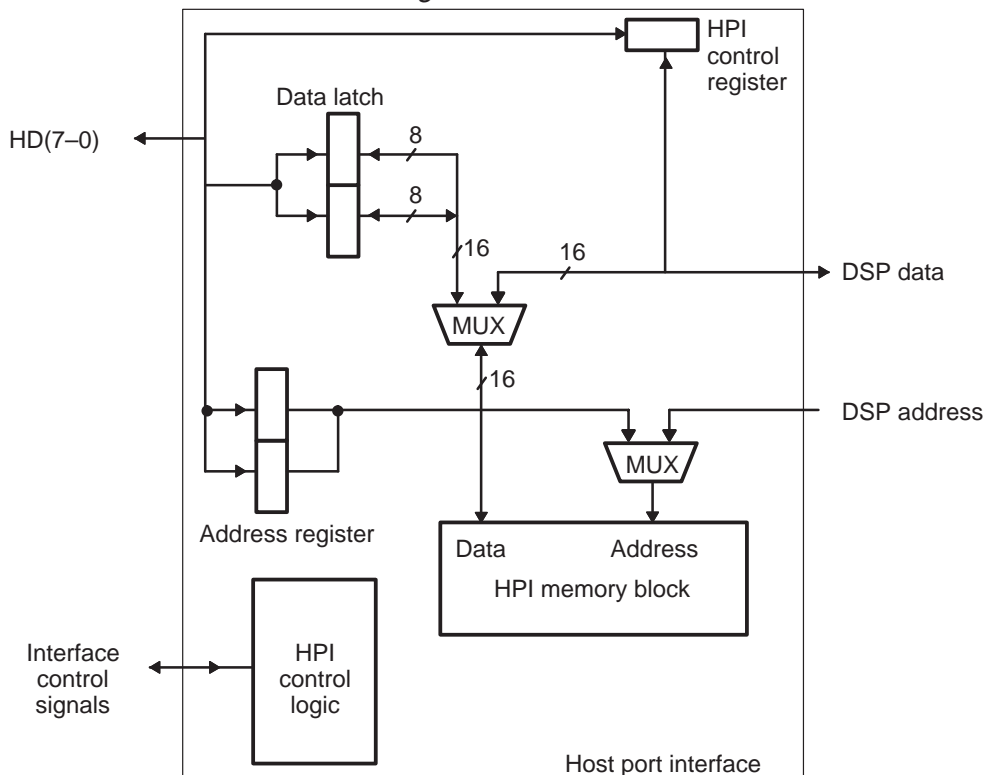 HPI
control
register
Data latch
HD(7–0)
8
8
16
16
DSP data
MUX
16
DSP address
MUX
Address register
Data Address
HPI memory block
Interface
control
signals
HPI
control
logic
Host port interface